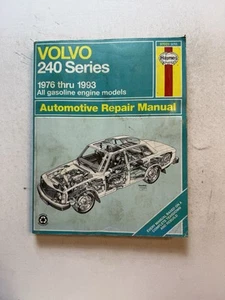 VOLVO
240 Series
Haynes
1976 thru 1993
All gasoline engine models
Automotive Repair Manual